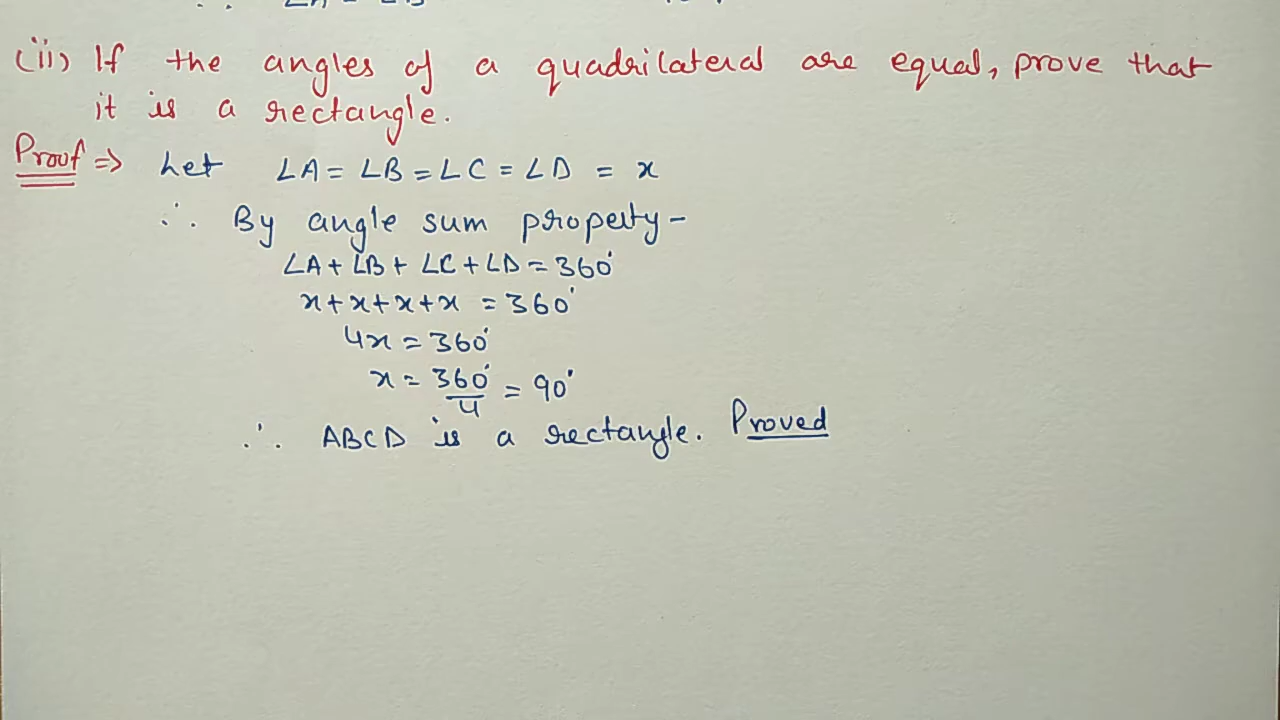 (ii) If the angles of a quadrilateral are equal, prove that
it is a rectangle.
Proof ⇒ Let ∠A = ∠B = ∠C = ∠D = x
∴ By angle sum property-
∠A + ∠B + ∠C + ∠D = 360°
x + x + x + x = 360°
4x = 360°
x = 360°/4 = 90°
∴ ABCD is a rectangle. Proved